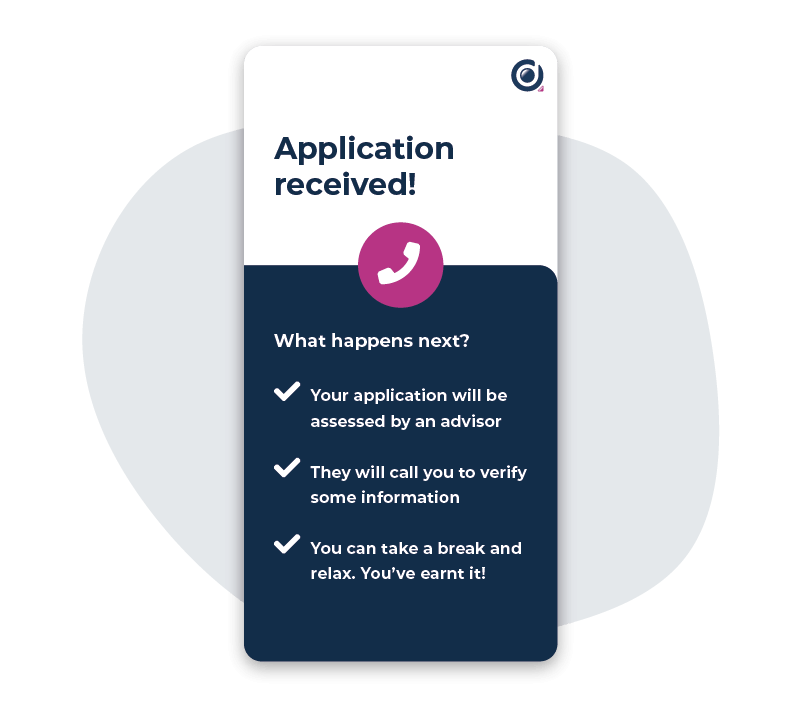 Application
received!
What happens next?
Your application will be
assessed by an advisor
They will call you to verify
some information
You can take a break and
relax. You’ve earnt it!